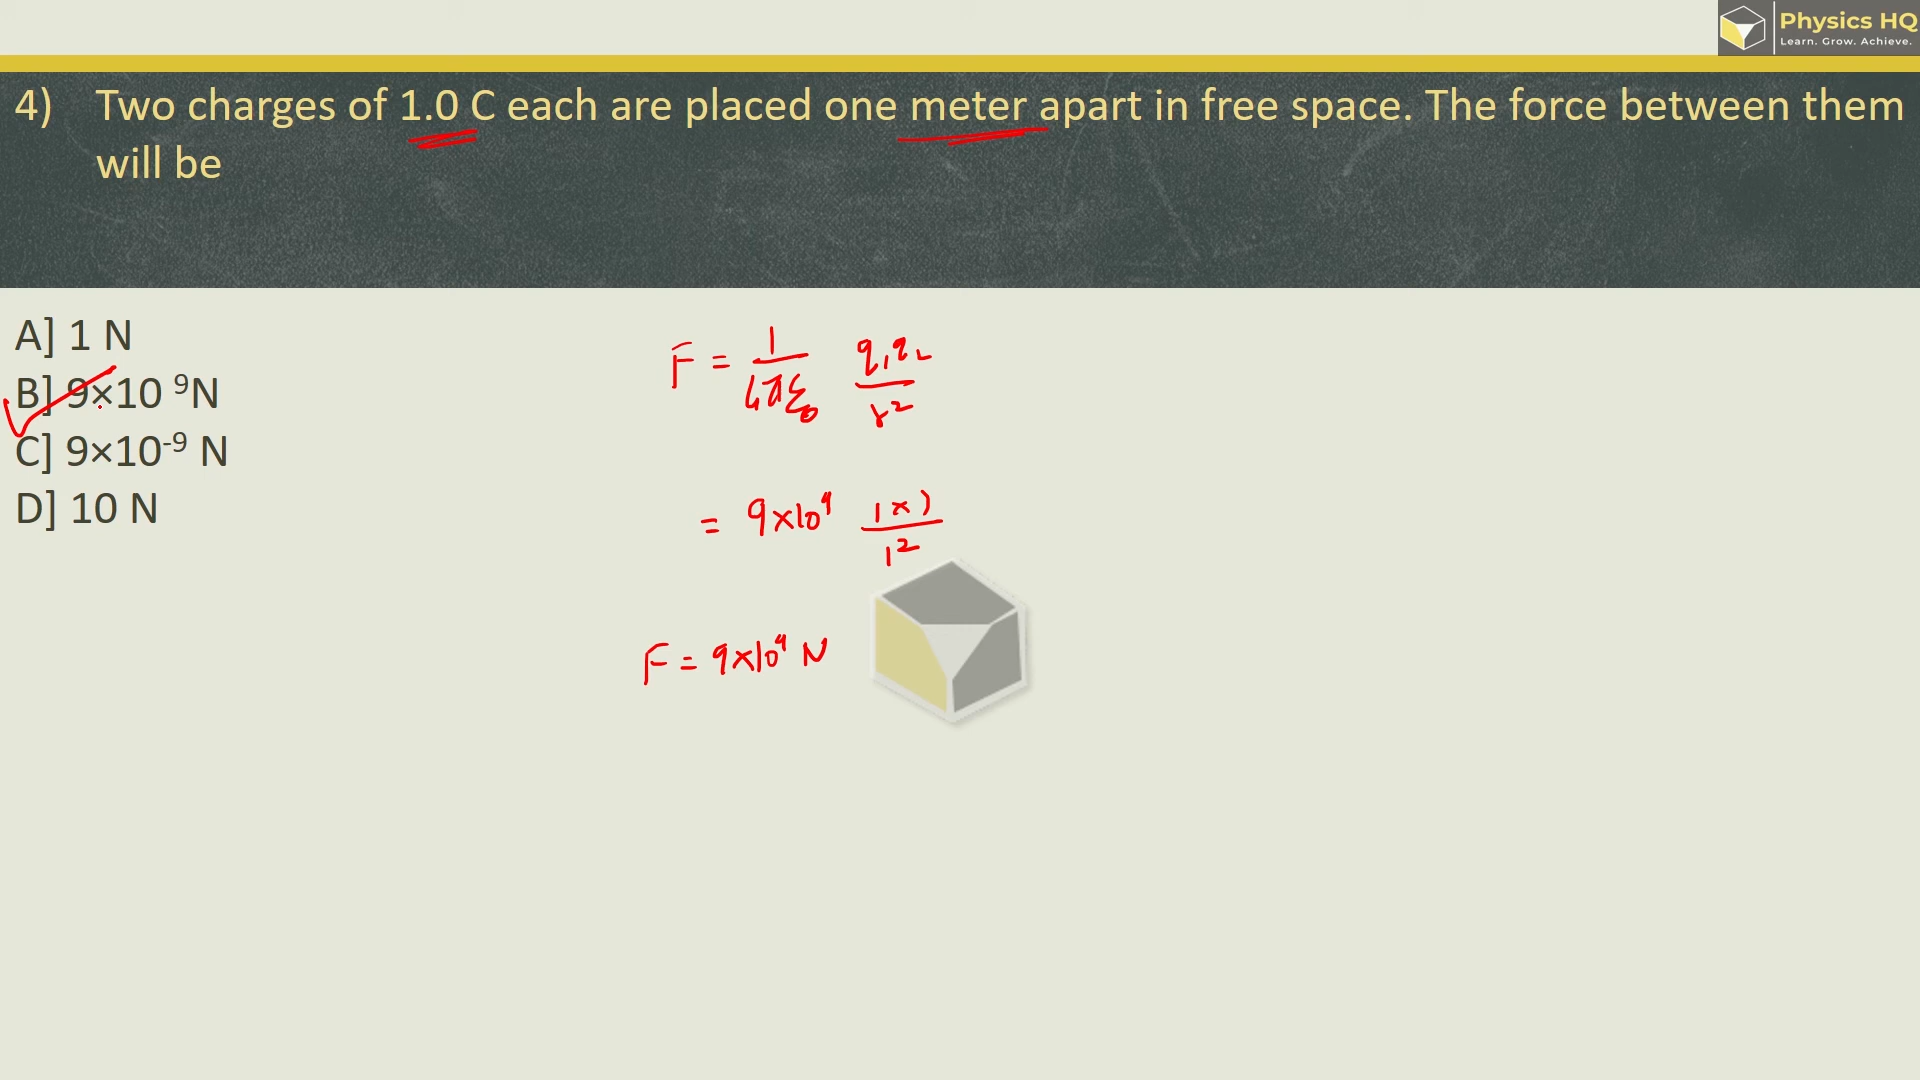 Physics HQ
Learn. Grow. Achieve.
4) Two charges of 1.0 C each are placed one meter apart in free space. The force between them
will be
A] 1 N
B] 9×10 ⁹N
C] 9×10⁻⁹ N
D] 10 N
F = 1/4πε₀ q₁q₂/r²
= 9×10⁹ 1×1/1²
F = 9×10⁹ N